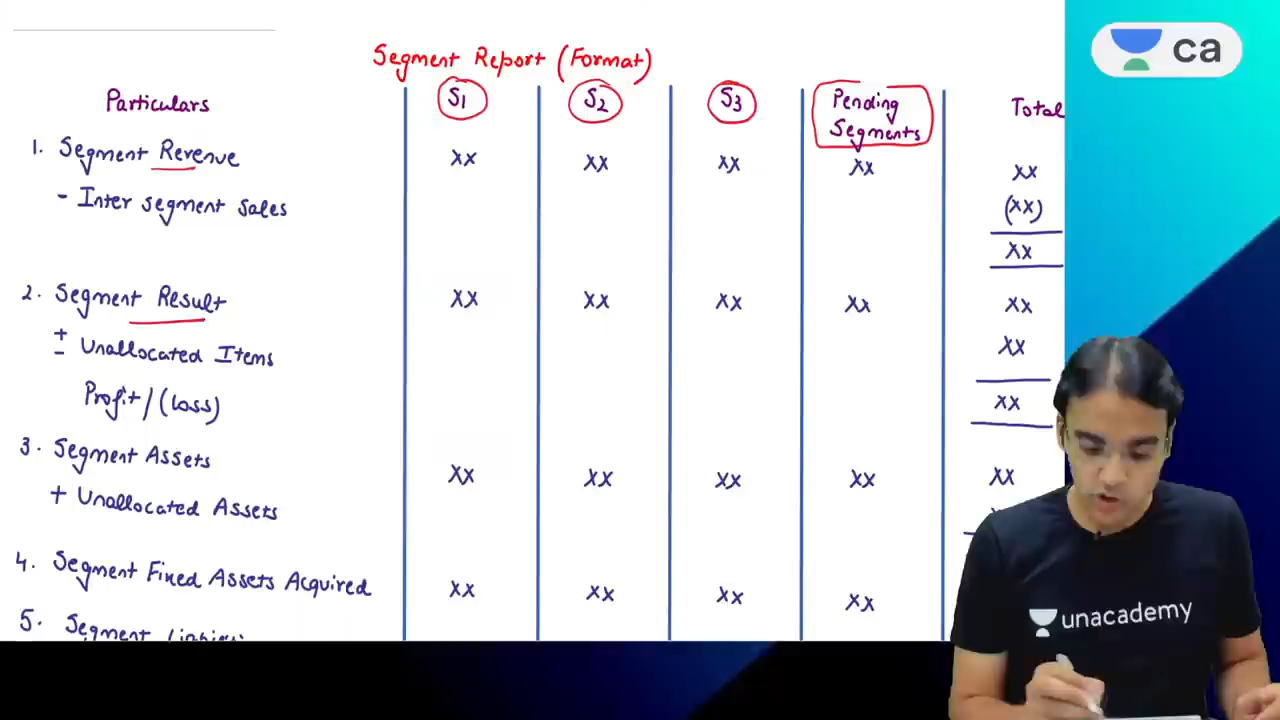 Segment Report (Format)
ca
Particulars S1 S2 S3 Pending Segments Total
1. Segment Revenue xx xx xx xx xx
- Inter segment sales (xx)
xx
2. Segment Result xx xx xx xx xx
+ - Unallocated Items xx
Profit/(Loss) xx
3. Segment Assets xx xx xx xx xx
+ Unallocated Assets
4. Segment Fixed Assets Acquired xx xx xx xx
5. Segment
unacademy